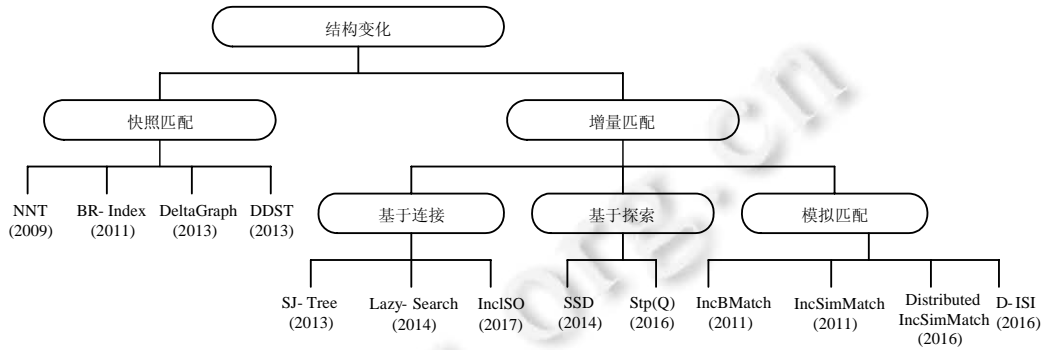 结构变化
快照匹配
增量匹配
NNT
(2009)
BR- Index
(2011)
DeltaGraph
(2013)
DDST
(2013)
基于连接
基于探索
模拟匹配
SJ- Tree
(2013)
Lazy- Search
(2014)
IncISO
(2017)
SSD
(2014)
Stp(Q)
(2016)
IncBMatch
(2011)
IncSimMatch
(2011)
Distributed
IncSimMatch
(2016)
D- ISI
(2016)
org.cn